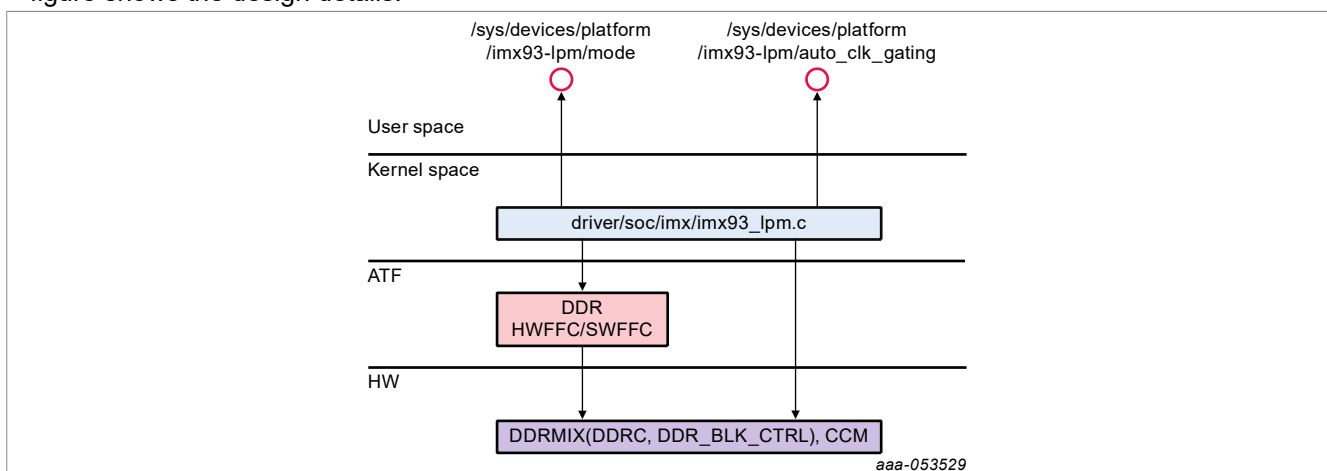 figure shows the design details.
/sys/devices/platform
/imx93-lpm/mode
/sys/devices/platform
/imx93-lpm/auto_clk_gating
User space
Kernel space
driver/soc/imx/imx93_lpm.c
ATF
DDR
HWFFC/SWFFC
HW
DDRMIX(DDRC, DDR_BLK_CTRL), CCM
aaa-053529